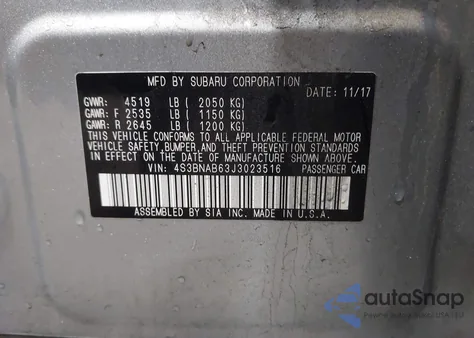 MFD BY SUBARU CORPORATION
DATE: 11/17
GVWR: 4519 LB ( 2050 KG)
GAWR: F 2535 LB ( 1150 KG)
GAWR: R 2645 LB ( 1200 KG)
THIS VEHICLE CONFORMS TO ALL APPLICABLE FEDERAL MOTOR
VEHICLE SAFETY, BUMPER, AND THEFT PREVENTION STANDARDS
IN EFFECT ON THE DATE OF MANUFACTURE SHOWN ABOVE.
VIN: 4S3BNAB63J3023516 PASSENGER CAR
ASSEMBLED BY SIA INC. MADE IN U.S.A.
autoSnap